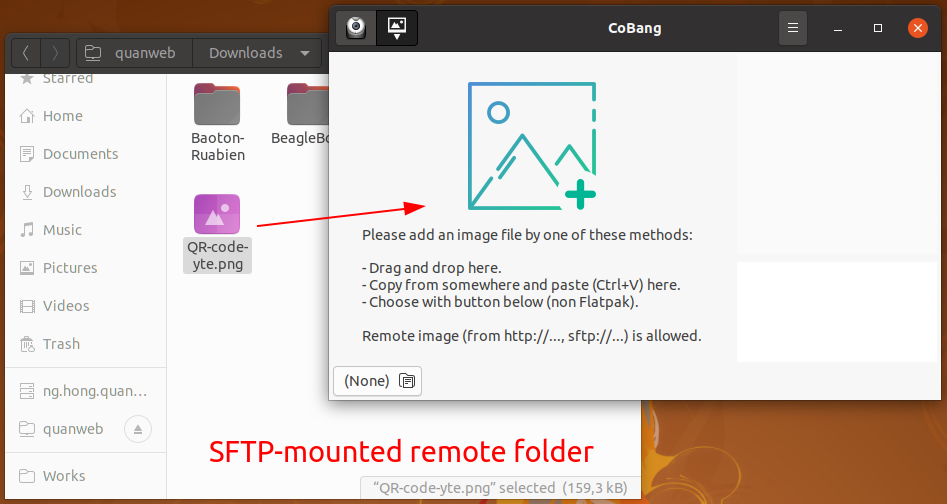 CoBang
quanweb
Downloads
Starred
Home
Documents
Downloads
Music
Pictures
Videos
Trash
ng.hong.quan…
quanweb
Works
Baoton-
Ruabien
BeagleBo
QR-code-
yte.png
Please add an image file by one of these methods:
- Drag and drop here.
- Copy from somewhere and paste (Ctrl+V) here.
- Choose with button below (non Flatpak).
Remote image (from http://..., sftp://...) is allowed.
(None)
SFTP-mounted remote folder
“QR-code-yte.png” selected (159,3 kB)